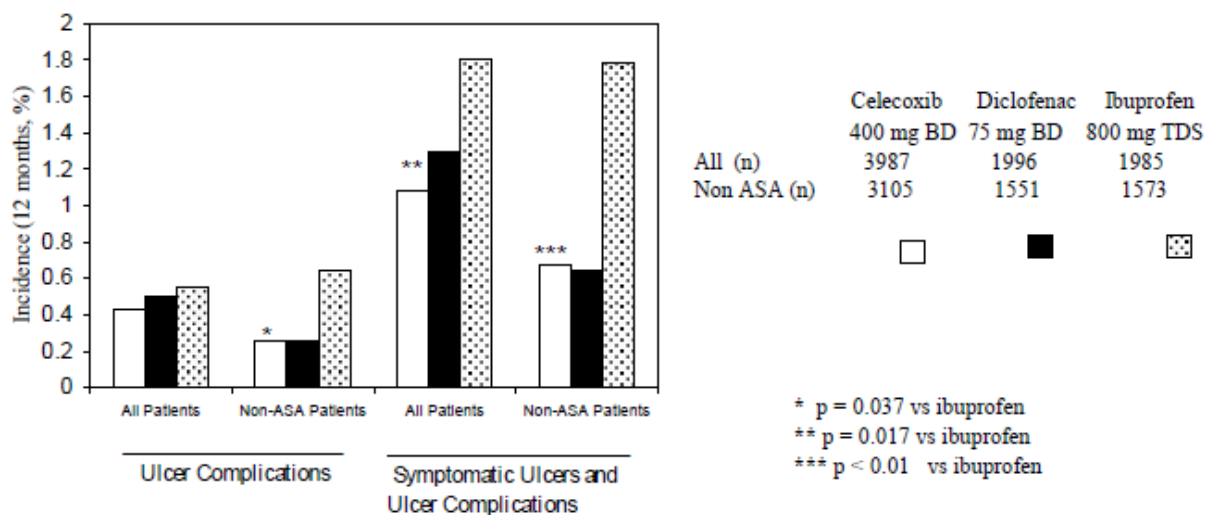 2
1.8
1.6
1.4
1.2
1
0.8
0.6
0.4
0.2
0
Incidence (12 months, %)
*
**
***
All Patients Non-ASA Patients All Patients Non-ASA Patients
Ulcer Complications
Symptomatic Ulcers and
Ulcer Complications
Celecoxib Diclofenac Ibuprofen
400 mg BD 75 mg BD 800 mg TDS
All (n) 3987 1996 1985
Non ASA (n) 3105 1551 1573
* p = 0.037 vs ibuprofen
** p = 0.017 vs ibuprofen
*** p < 0.01 vs ibuprofen